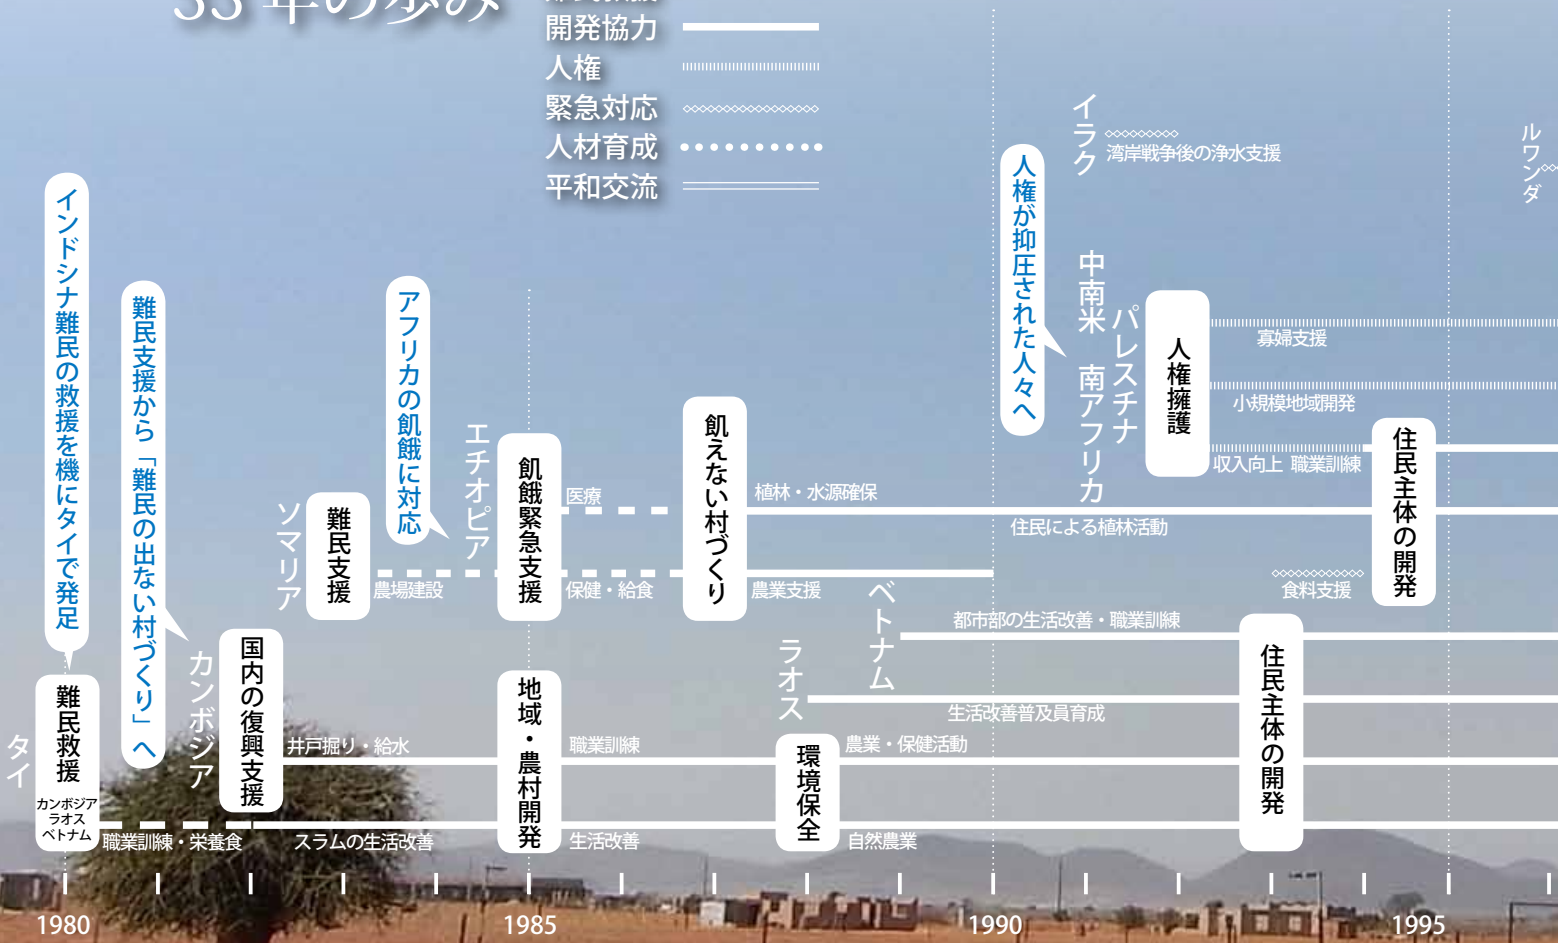 年の歩み
開発協力
人権
緊急対応
人材育成
平和交流
インドシナ難民の救援を機にタイで発足
難民支援から「難民の出ない村づくり」へ
アフリカの飢餓に対応
人権が抑圧された人々へ
イラク
湾岸戦争後の浄水支援
ルワンダ
中南米
パレスチナ
南アフリカ
人権擁護
寡婦支援
小規模地域開発
収入向上 職業訓練
住民主体の開発
エチオピア
飢餓緊急支援
医療
飢えない村づくり
植林・水源確保
住民による植林活動
ソマリア
難民支援
農場建設
保健・給食
農業支援
食料支援
ベトナム
都市部の生活改善・職業訓練
ラオス
生活改善普及員育成
住民主体の開発
カンボジア
国内の復興支援
井戸掘り・給水
地域・農村開発
職業訓練
環境保全
農業・保健活動
タイ
難民救援
カンボジア
ラオス
ベトナム
職業訓練・栄養食
スラムの生活改善
生活改善
自然農業
1980
1985
1990
1995